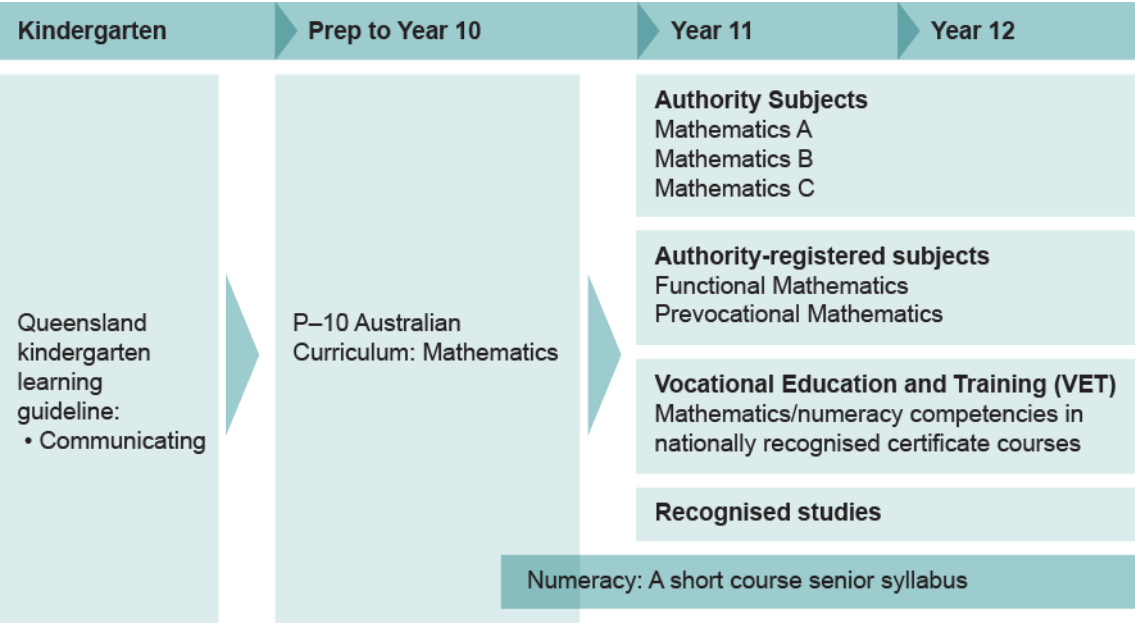 Kindergarten
Prep to Year 10
Year 11
Year 12
Queensland
kindergarten
learning
guideline:
• Communicating
P–10 Australian
Curriculum: Mathematics
Authority Subjects
Mathematics A
Mathematics B
Mathematics C
Authority-registered subjects
Functional Mathematics
Prevocational Mathematics
Vocational Education and Training (VET)
Mathematics/numeracy competencies in
nationally recognised certificate courses
Recognised studies
Numeracy: A short course senior syllabus